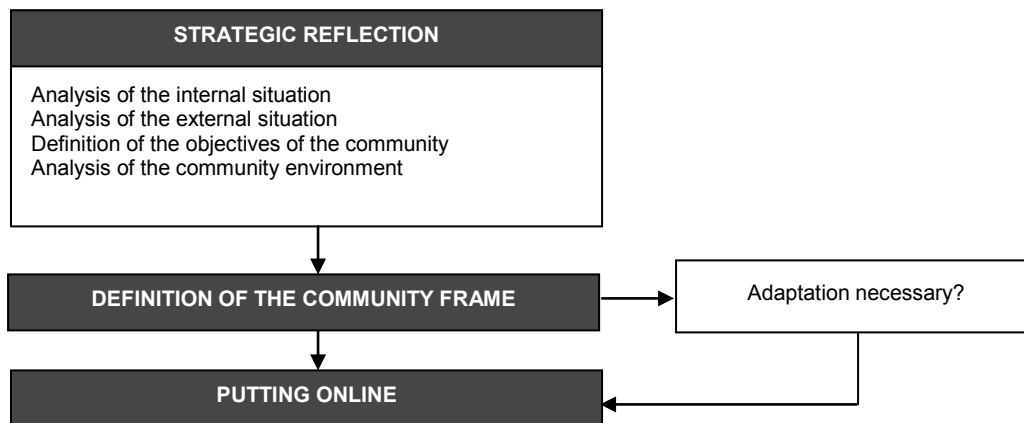 STRATEGIC REFLECTION
Analysis of the internal situation
Analysis of the external situation
Definition of the objectives of the community
Analysis of the community environment
DEFINITION OF THE COMMUNITY FRAME
Adaptation necessary?
PUTTING ONLINE